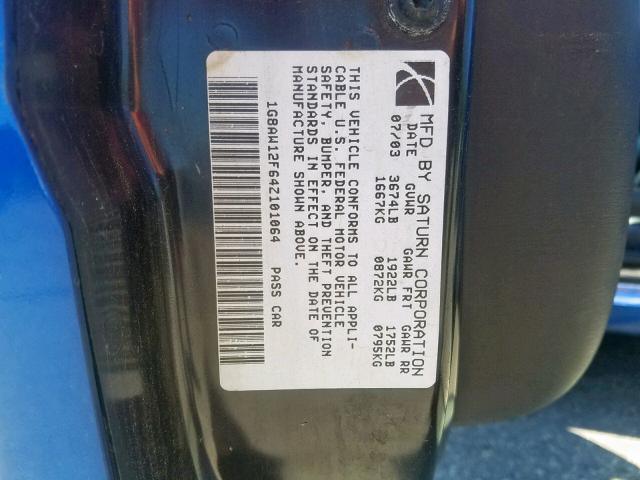 MFD BY SATURN CORPORATION
DATE GVWR GAWR FRT GAWR RR
07/03 3674LB 1922LB 1752LB
1667KG 0872KG 0795KG
THIS VEHICLE CONFORMS TO ALL APPLI-
CABLE U.S. FEDERAL MOTOR VEHICLE
SAFETY, BUMPER, AND THEFT PREVENTION
STANDARDS IN EFFECT ON THE DATE OF
MANUFACTURE SHOWN ABOVE.
1G8AW12F64Z101064 PASS CAR